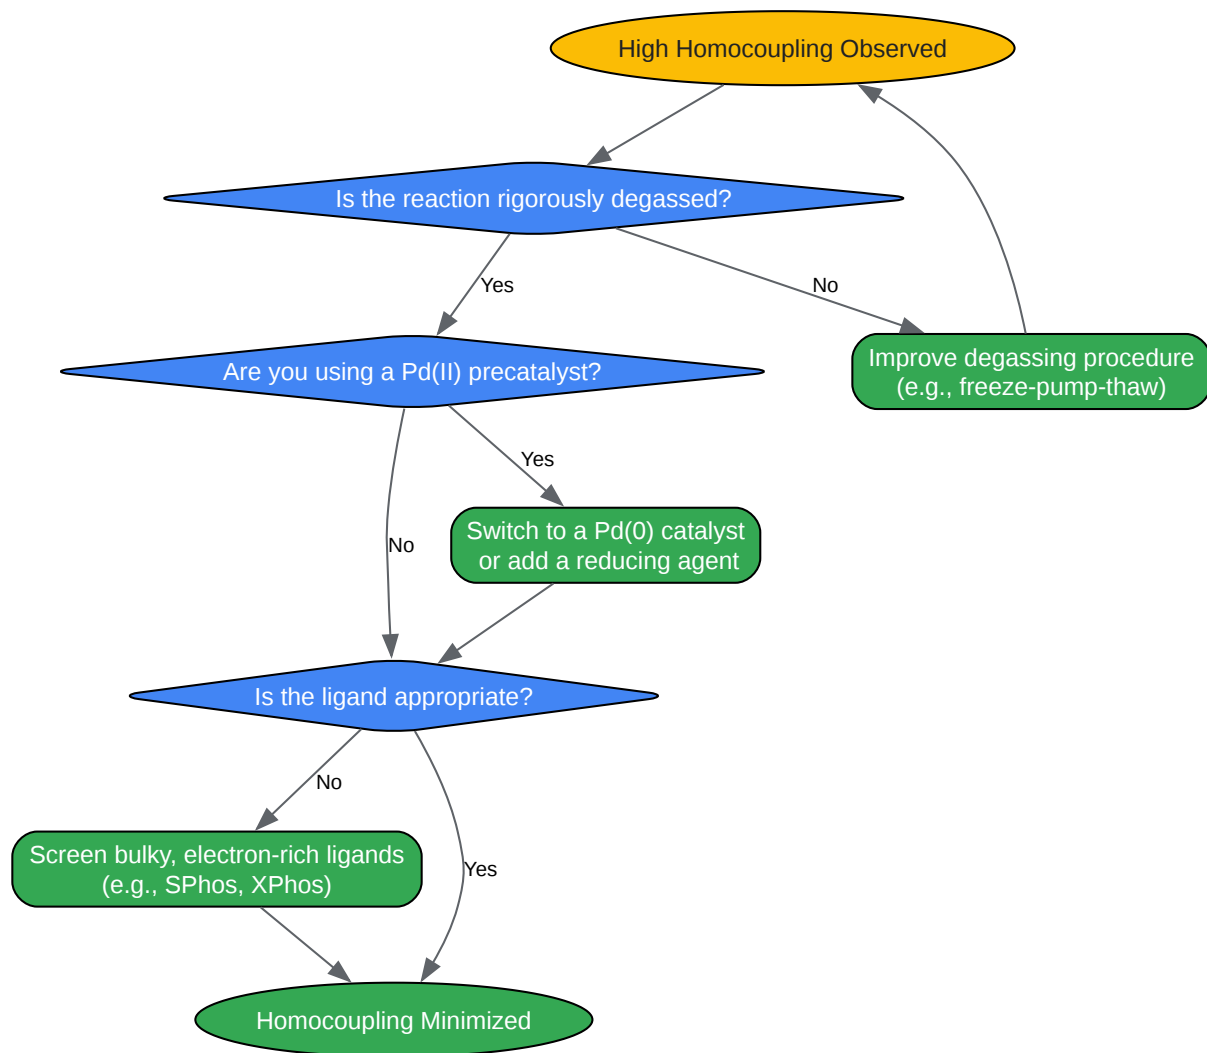 High Homocoupling Observed
Is the reaction rigorously degassed?
Yes
No
Are you using a Pd(II) precatalyst?
Improve degassing procedure
(e.g., freeze-pump-thaw)
Yes
No
Switch to a Pd(0) catalyst
or add a reducing agent
Is the ligand appropriate?
No
Screen bulky, electron-rich ligands
(e.g., SPhos, XPhos)
Yes
Homocoupling Minimized